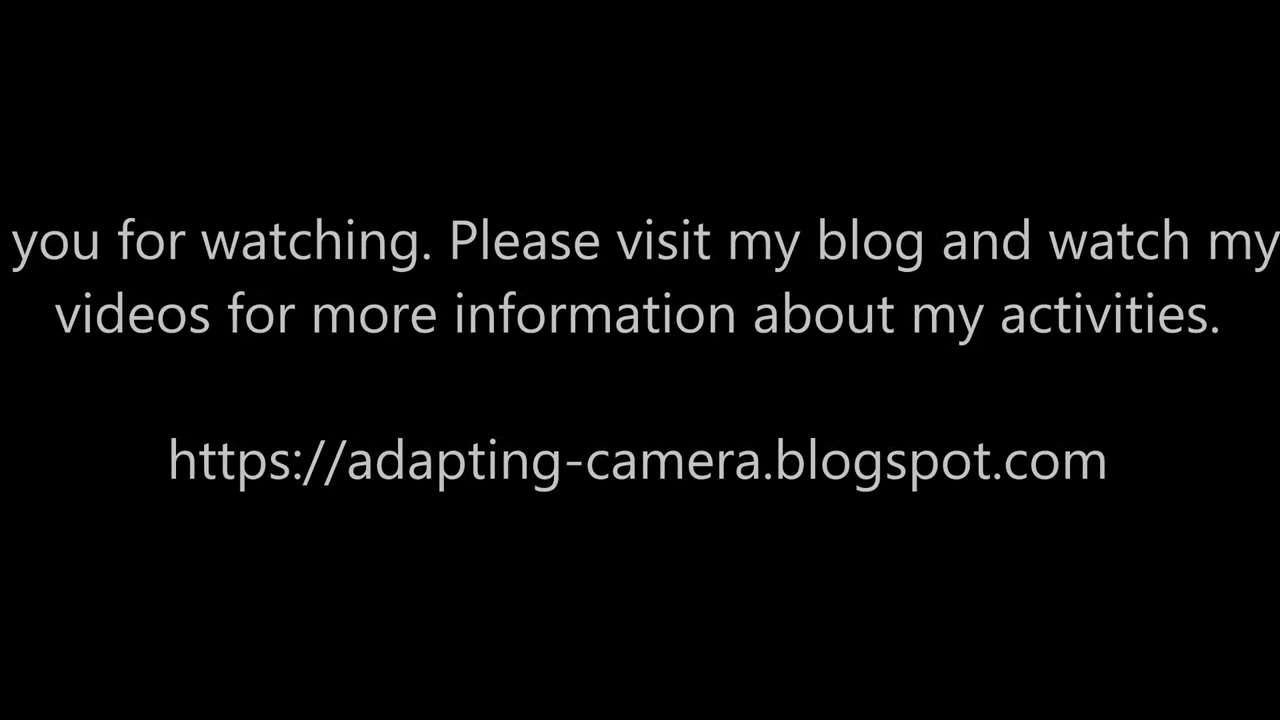 you for watching. Please visit my blog and watch my
videos for more information about my activities.
https://adapting-camera.blogspot.com